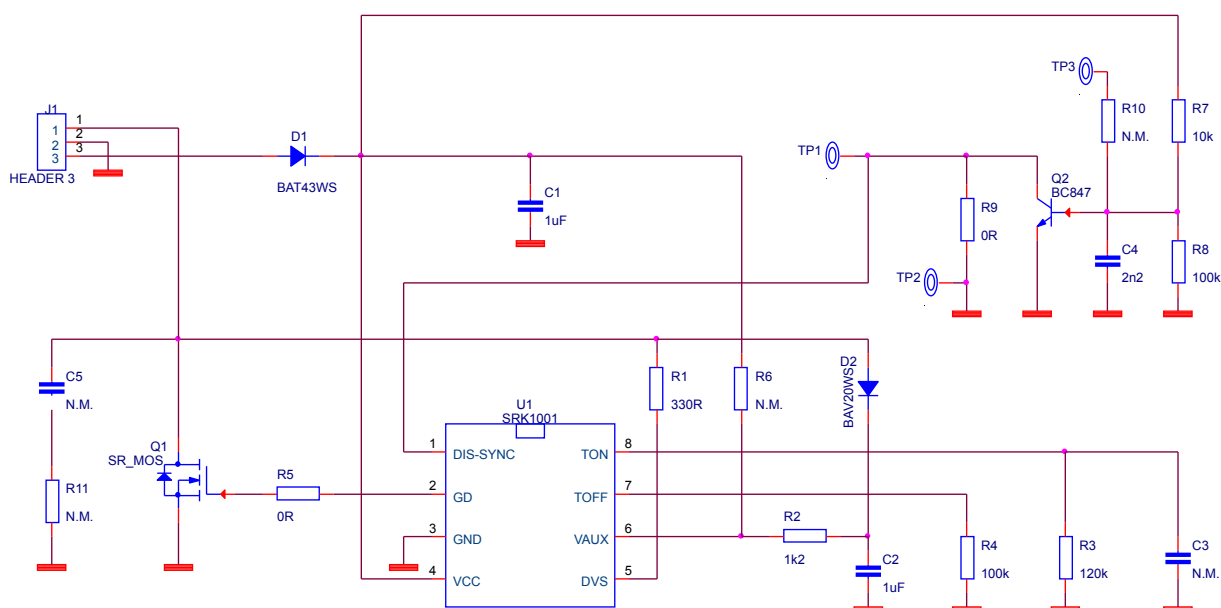 J1
1
2
3
1
2
3
HEADER 3
D1
BAT43WS
C1
1uF
TP1
TP2
TP3
R10
N.M.
R7
10k
Q2
BC847
R9
0R
C4
2n2
R8
100k
C5
N.M.
R11
N.M.
Q1
SR_MOS
R5
0R
U1
SRK1001
1
DIS-SYNC
TON
8
2
GD
TOFF
7
3
GND
VAUX
6
4
VCC
DVS
5
R1
330R
R6
N.M.
D2
BAV20WS
R2
1k2
C2
1uF
R4
100k
R3
120k
C3
N.M.